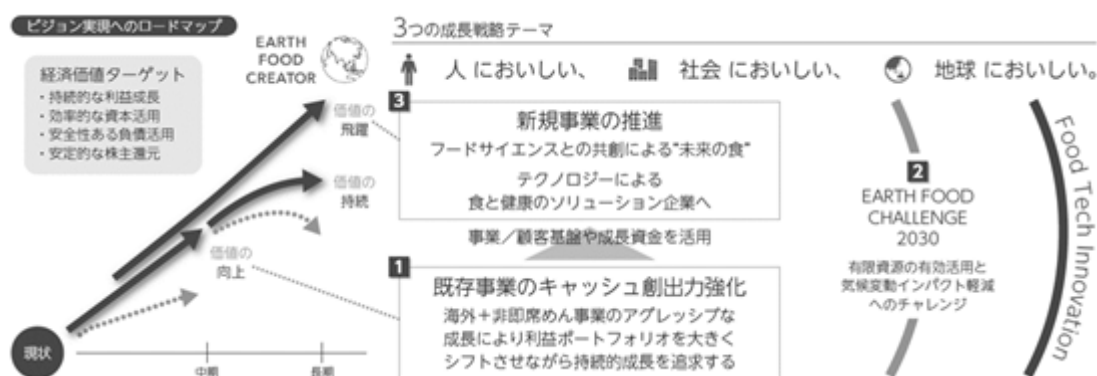 ビジョン実現へのロードマップ
経済価値ターゲット
・持続的な利益成長
・効率的な資本活用
・安全性ある負債活用
・安定的な株主還元
EARTH
FOOD
CREATOR
価値の
飛躍
価値の
持続
価値の
向上
現状
中期
長期
3つの成長戦略テーマ
人 においしい、
社会 においしい、
地球 においしい。
3
新規事業の推進
フードサイエンスとの共創による“未来の食”
テクノロジーによる
食と健康のソリューション企業へ
事業／顧客基盤や成長資金を活用
1
既存事業のキャッシュ創出力強化
海外＋非即席めん事業のアグレッシブな
成長により利益ポートフォリオを大きく
シフトさせながら持続的成長を追求する
2
EARTH FOOD
CHALLENGE
2030
有限資源の有効活用と
気候変動インパクト軽減
へのチャレンジ
Food Tech Innovation